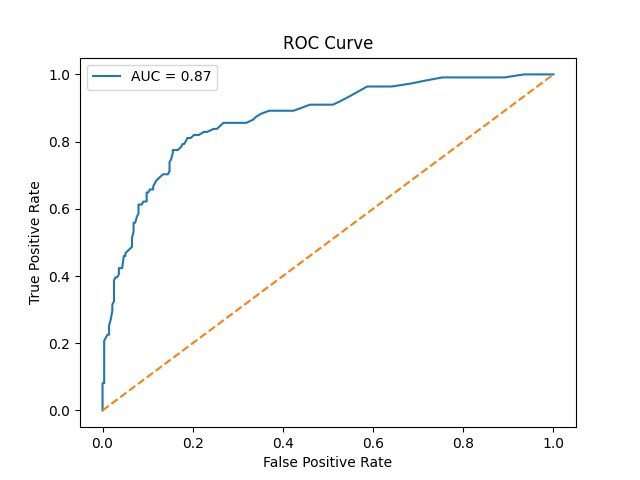 ROC Curve
AUC = 0.87
True Positive Rate
1.0
0.8
0.6
0.4
0.2
0.0
0.0 0.2 0.4 0.6 0.8 1.0
False Positive Rate